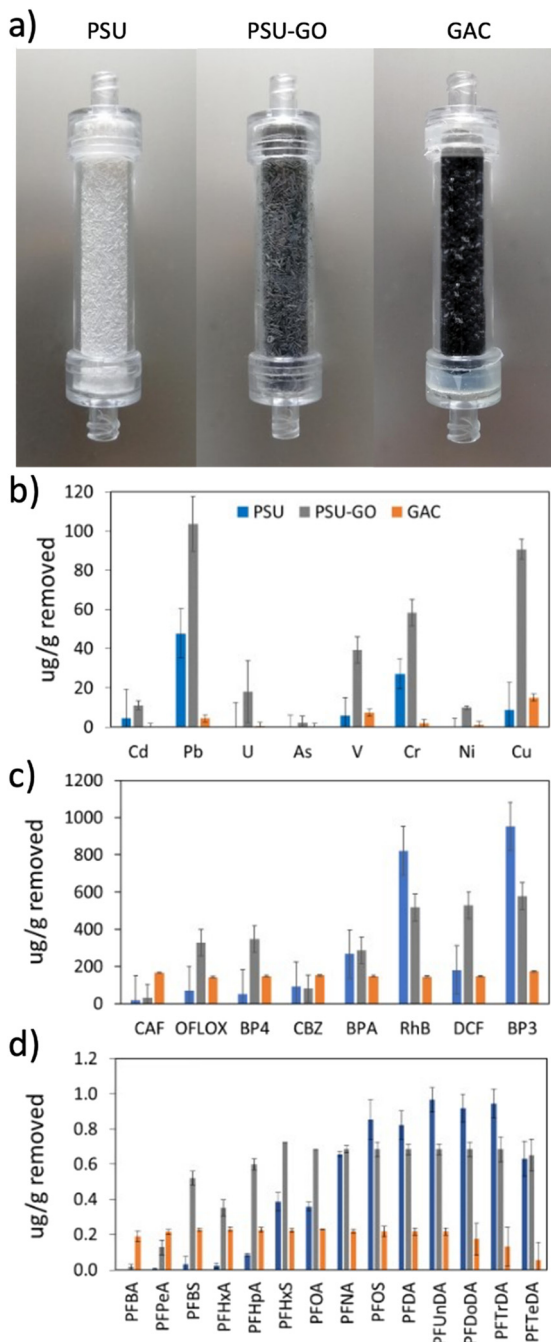 a)
PSU PSU-GO GAC
b)
120
100
80
60
40
20
0
ug/g removed
PSU PSU-GO GAC
Cd Pb U As V Cr Ni Cu
c)
1200
1000
800
600
400
200
0
ug/g removed
CAF OFLOX BP4 CBZ BPA RhB DCF BP3
d)
1.2
1.0
0.8
0.6
0.4
0.2
0.0
ug/g removed
PFBA PFPeA PFBS PFHxA PFHpA PFHxS PFOA PFNA PFOS PFDA PFUnDA PFDoDA PFTrDA PFTeDA